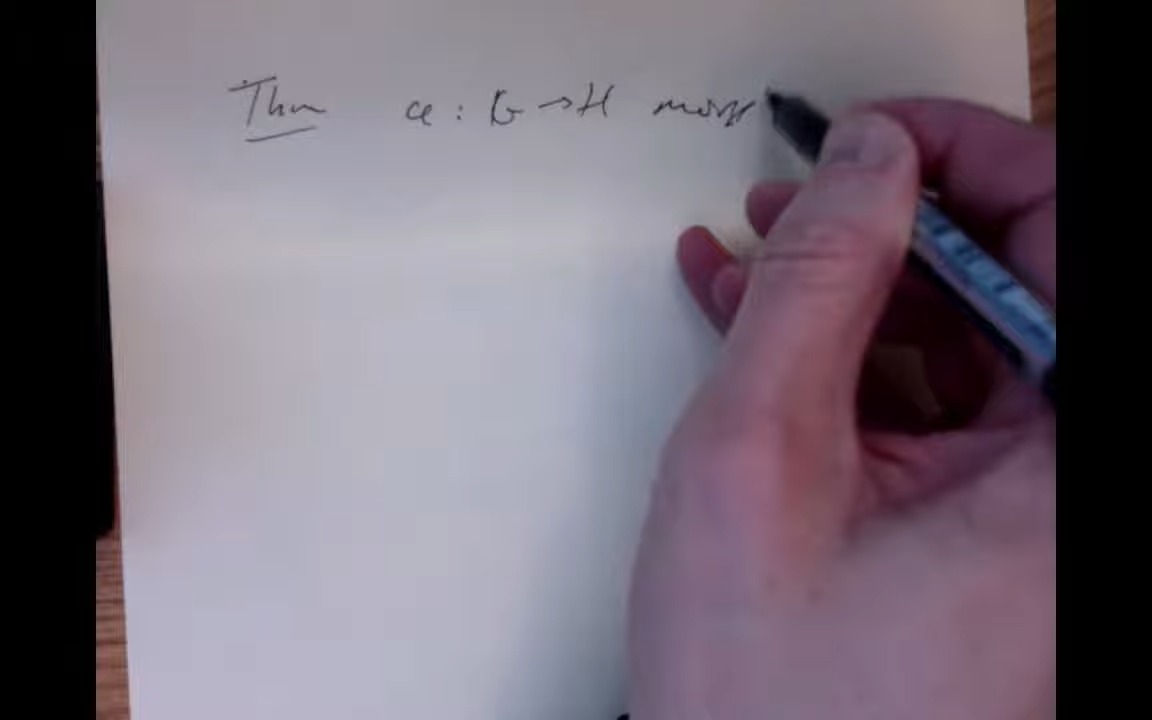 Thm φ : G → H morp